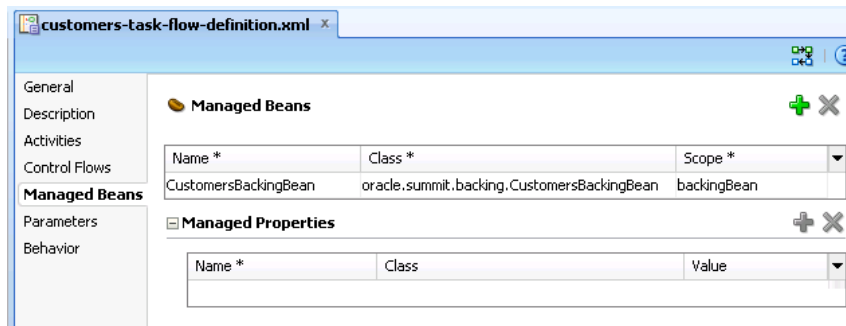 customers-task-flow-definition.xml
General
Description
Activities
Control Flows
Managed Beans
Parameters
Behavior
Managed Beans
Name * Class * Scope *
CustomersBackingBean oracle.summit.backing.CustomersBackingBean backingBean
Managed Properties
Name * Class Value